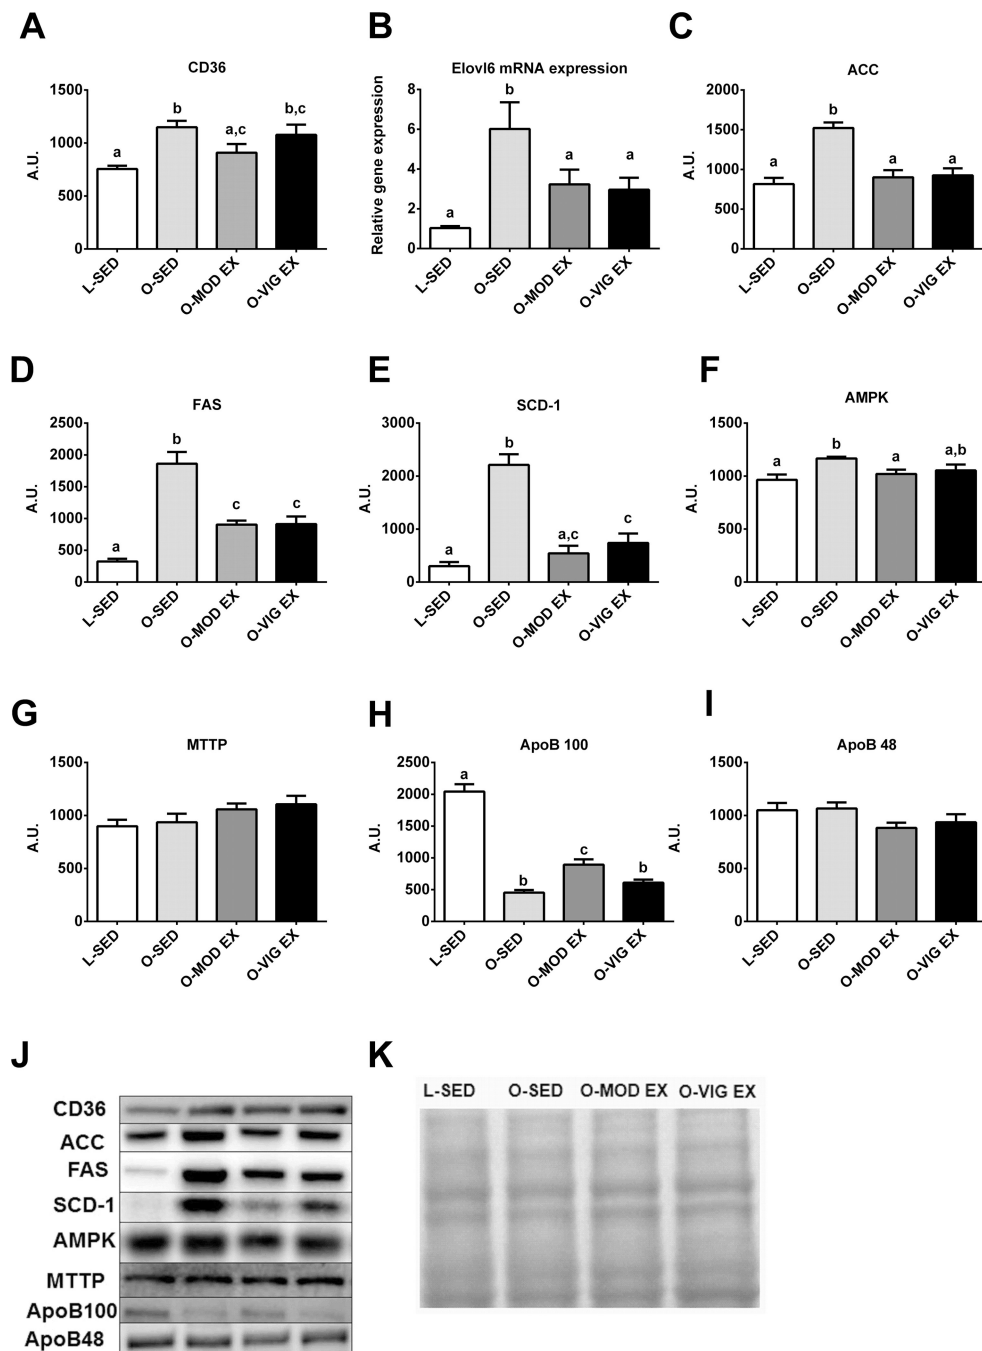 A
B
C
CD36
Elovl6 mRNA expression
ACC
1500
1000
500
0
A.U.
a
b
a,c
b,c
L-SED
O-SED
O-MOD EX
O-VIG EX
8
6
4
2
0
Relative gene expression
a
b
a
a
L-SED
O-SED
O-MOD EX
O-VIG EX
2000
1500
1000
500
0
A.U.
a
b
a
a
L-SED
O-SED
O-MOD EX
O-VIG EX
D
E
F
FAS
SCD-1
AMPK
2500
2000
1500
1000
500
0
A.U.
a
b
c
c
L-SED
O-SED
O-MOD EX
O-VIG EX
3000
2000
1000
0
A.U.
a
b
a,c
c
L-SED
O-SED
O-MOD EX
O-VIG EX
1500
1000
500
0
A.U.
a
b
a
a,b
L-SED
O-SED
O-MOD EX
O-VIG EX
G
H
I
MTTP
ApoB 100
ApoB 48
1500
1000
500
0
A.U.
L-SED
O-SED
O-MOD EX
O-VIG EX
2500
2000
1500
1000
500
0
A.U.
a
b
c
b
L-SED
O-SED
O-MOD EX
O-VIG EX
1500
1000
500
0
A.U.
L-SED
O-SED
O-MOD EX
O-VIG EX
J
K
CD36
ACC
FAS
SCD-1
AMPK
MTTP
ApoB100
ApoB48
L-SED O-SED O-MOD EX O-VIG EX